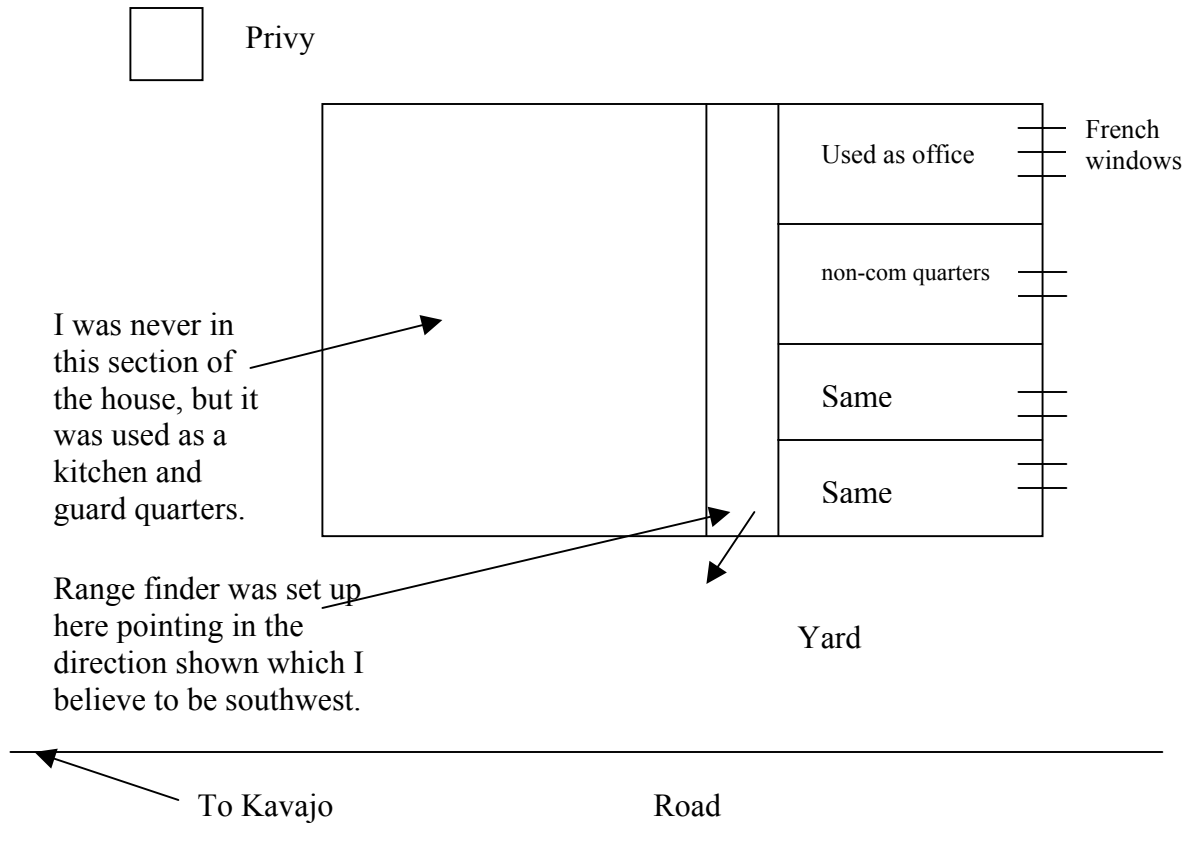 Privy
French
windows
Used as office
non-com quarters
I was never in
this section of
the house, but it
was used as a
kitchen and
guard quarters.
Same
Same
Range finder was set up
here pointing in the
direction shown which I
believe to be southwest.
Yard
To Kavajo
Road